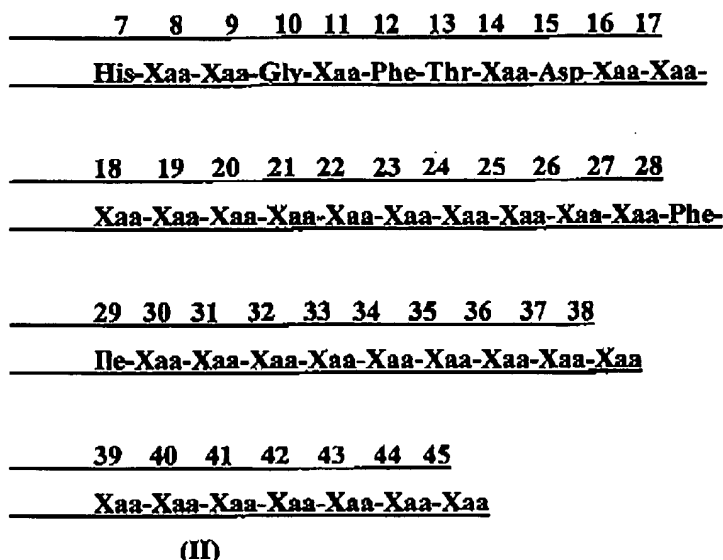 7 8 9 10 11 12 13 14 15 16 17
His-Xaa-Xaa-Gly-Xaa-Phe-Thr-Xaa-Asp-Xaa-Xaa-
18 19 20 21 22 23 24 25 26 27 28
Xaa-Xaa-Xaa-Xaa-Xaa-Xaa-Xaa-Xaa-Xaa-Xaa-Phe-
29 30 31 32 33 34 35 36 37 38
Ile-Xaa-Xaa-Xaa-Xaa-Xaa-Xaa-Xaa-Xaa-Xaa
39 40 41 42 43 44 45
Xaa-Xaa-Xaa-Xaa-Xaa-Xaa-Xaa
(II)